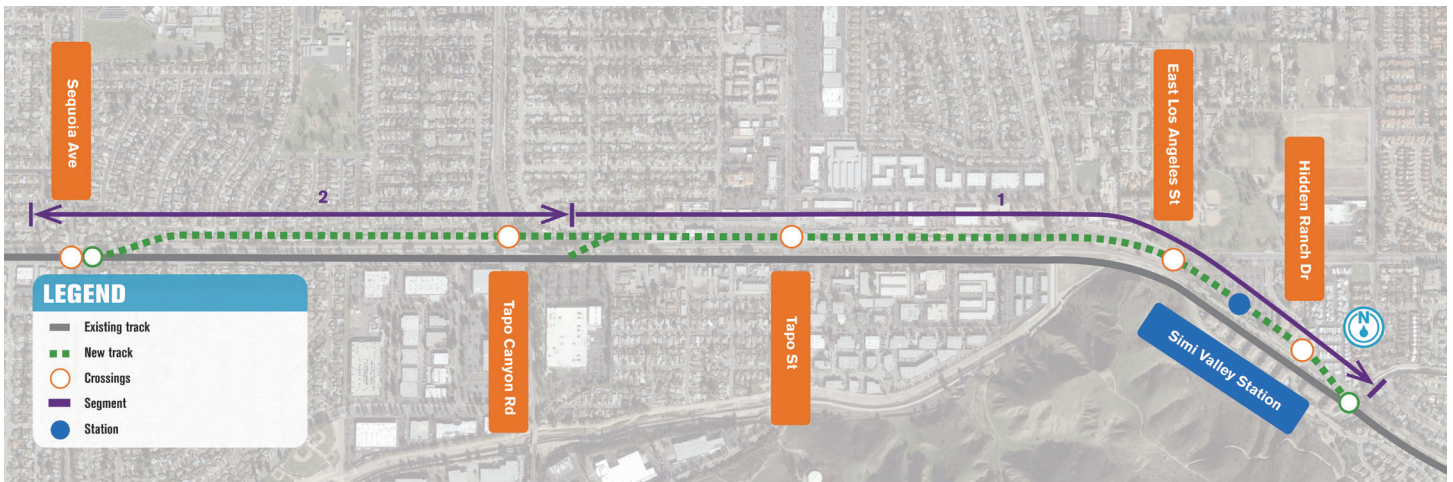 Sequoia Ave
2
1
East Los Angeles St
Hidden Ranch Dr
N
Tapo Canyon Rd
Tapo St
Simi Valley Station
LEGEND
Existing track
New track
Crossings
Segment
Station